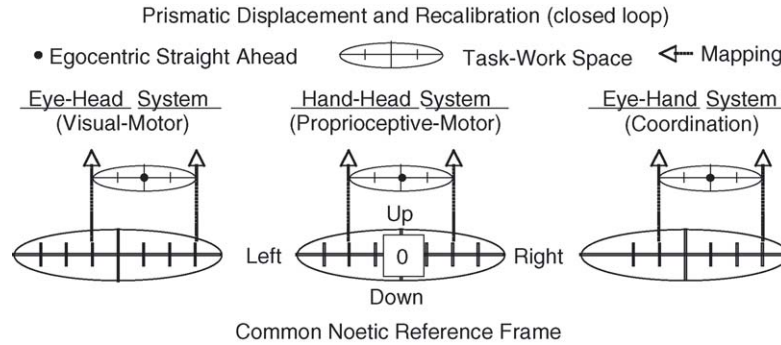 Prismatic Displacement and Recalibration (closed loop)
Egocentric Straight Ahead Task-Work Space Mapping
Eye-Head System Hand-Head System Eye-Hand System
(Visual-Motor) (Proprioceptive-Motor) (Coordination)
Up
Left 0 Right
Down
Common Noetic Reference Frame